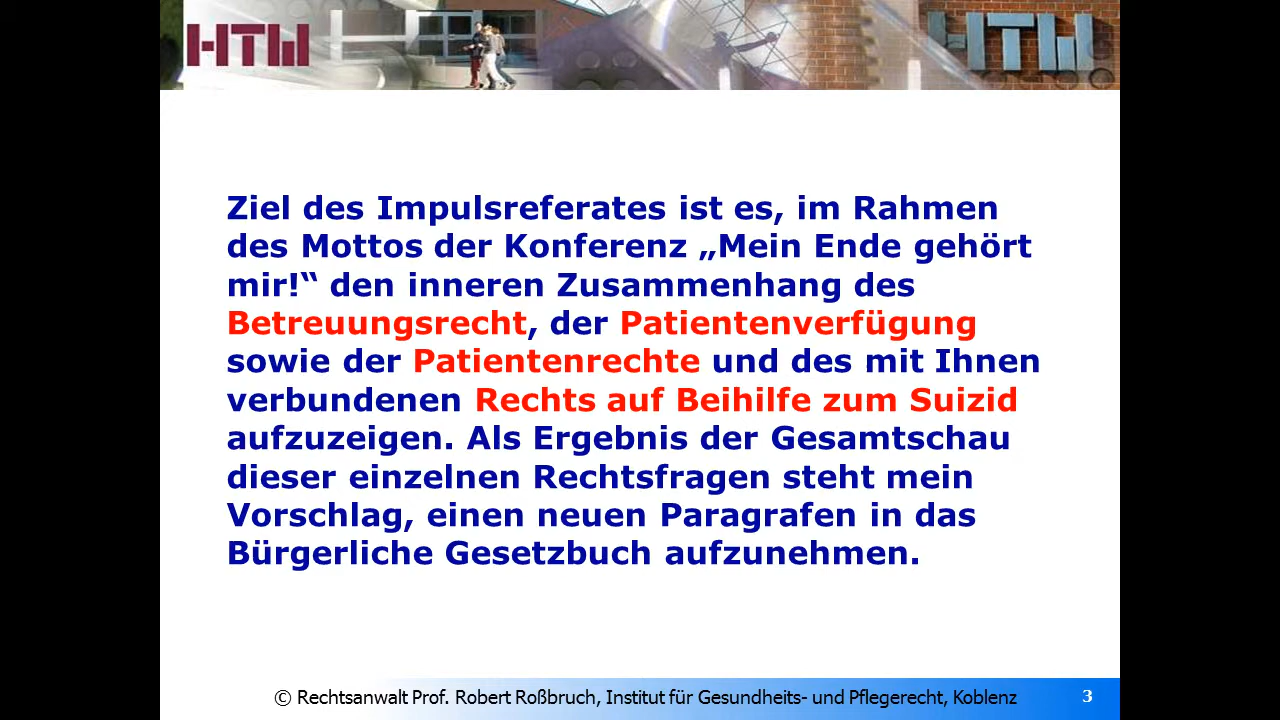 HTW
HTW
Ziel des Impulsreferates ist es, im Rahmen
des Mottos der Konferenz „Mein Ende gehört
mir!“ den inneren Zusammenhang des
Betreuungsrecht, der Patientenverfügung
sowie der Patientenrechte und des mit Ihnen
verbundenen Rechts auf Beihilfe zum Suizid
aufzuzeigen. Als Ergebnis der Gesamtschau
dieser einzelnen Rechtsfragen steht mein
Vorschlag, einen neuen Paragrafen in das
Bürgerliche Gesetzbuch aufzunehmen.
© Rechtsanwalt Prof. Robert Roßbruch, Institut für Gesundheits- und Pflegerecht, Koblenz 3